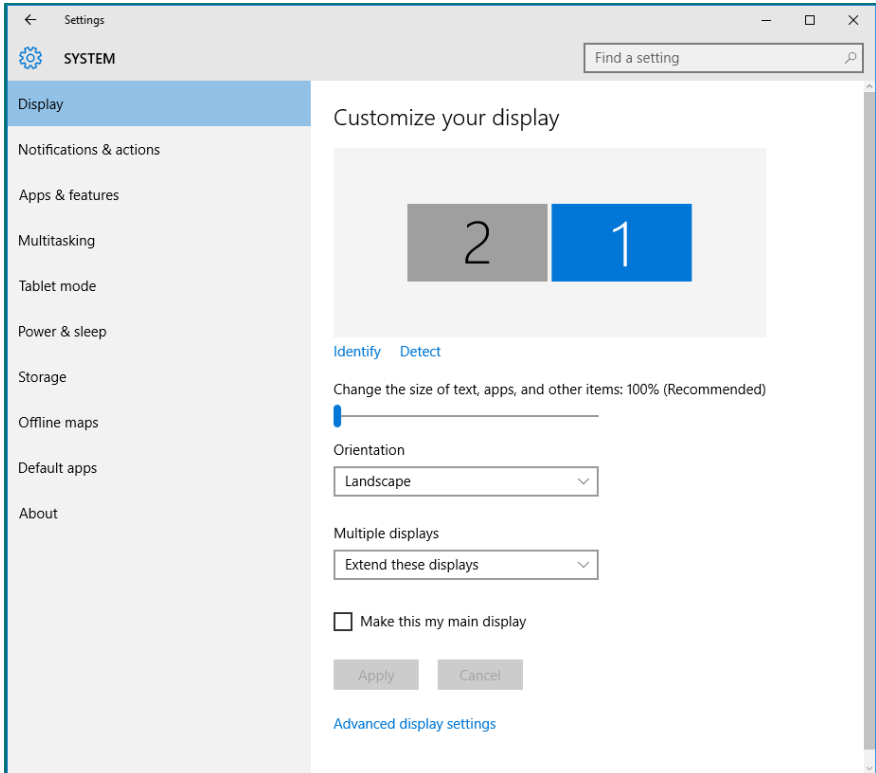 Settings
SYSTEM
Find a setting
Display
Notifications & actions
Apps & features
Multitasking
Tablet mode
Power & sleep
Storage
Offline maps
Default apps
About
Customize your display
2 1
Identify Detect
Change the size of text, apps, and other items: 100% (Recommended)
Orientation
Landscape
Multiple displays
Extend these displays
Make this my main display
Apply Cancel
Advanced display settings